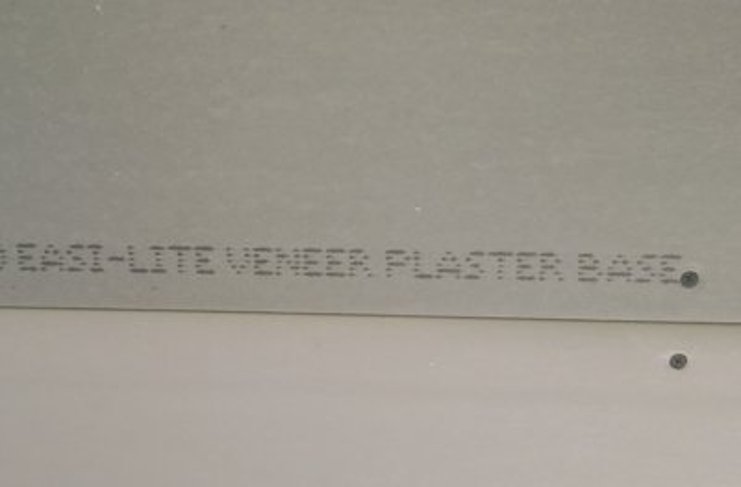 EASI-LITE VENEER PLASTER BASE